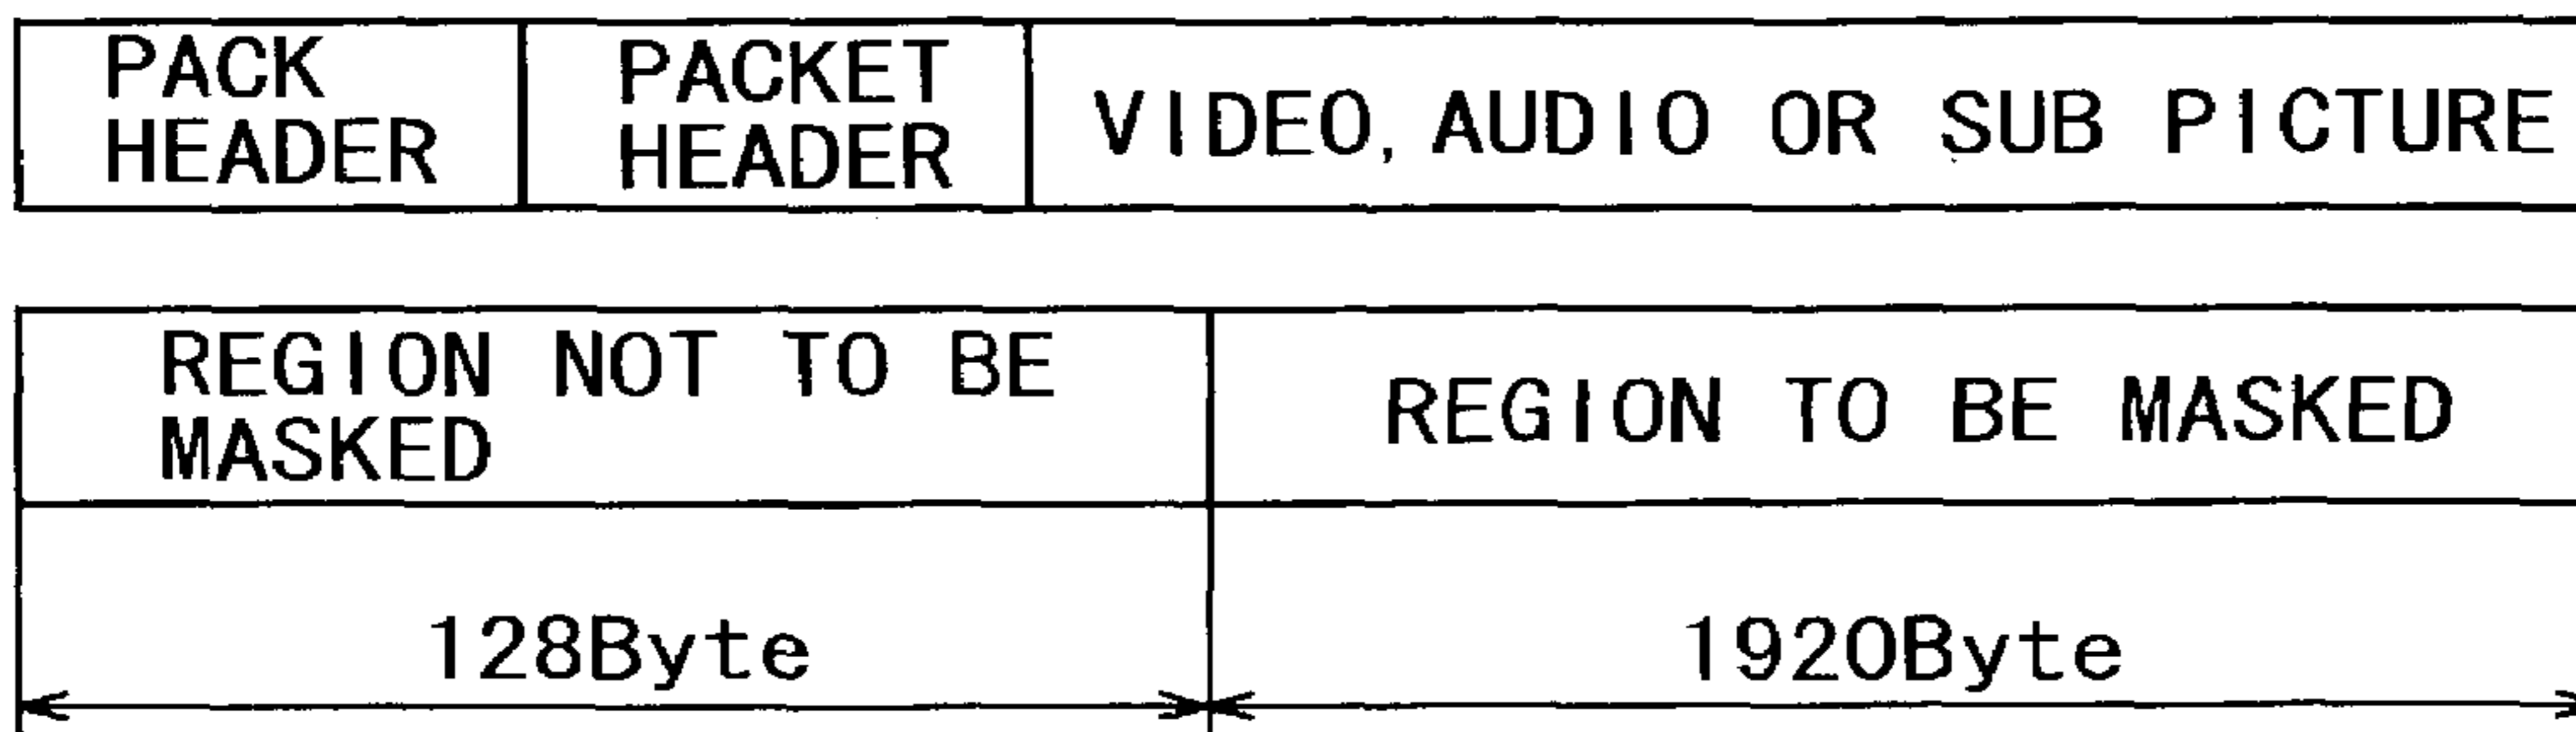 PACK
HEADER
PACKET
HEADER
VIDEO, AUDIO OR SUB PICTURE
REGION NOT TO BE
MASKED
REGION TO BE MASKED
128Byte
1920Byte